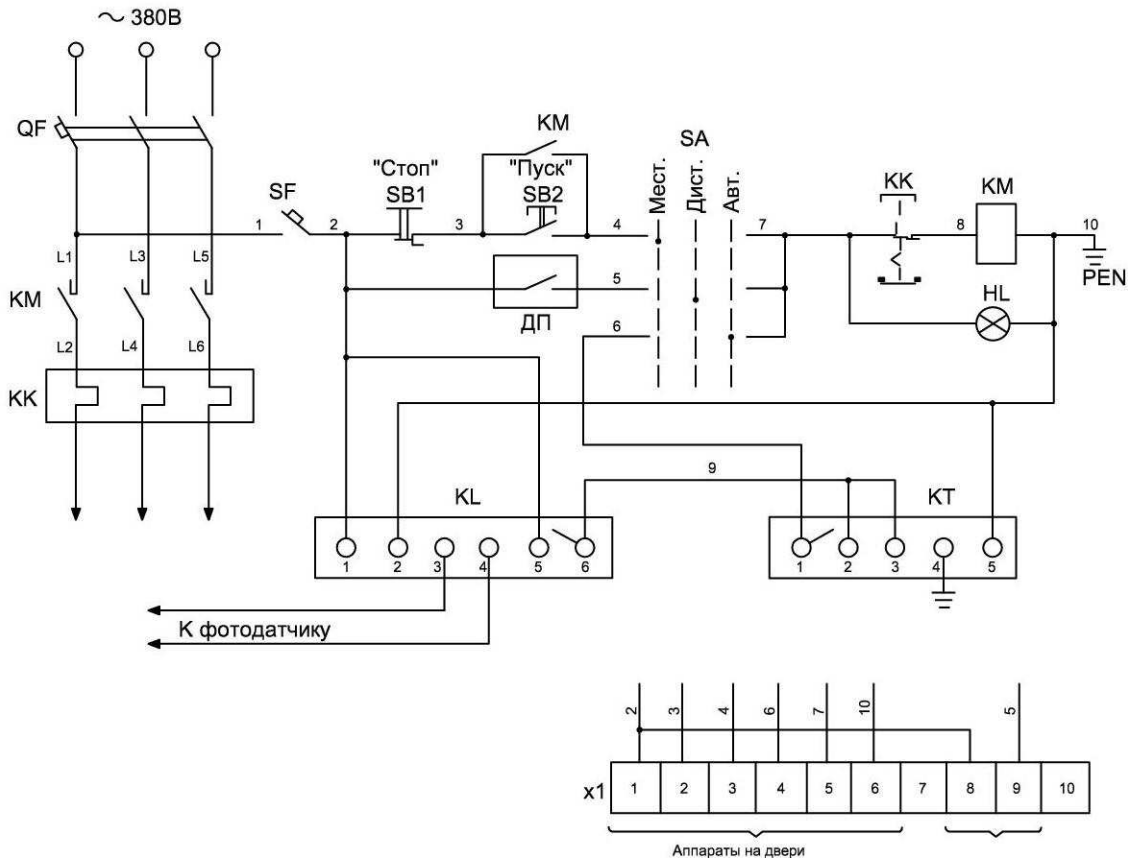 ~ 380В
QF
SF
"Стоп"
SB1
KM
"Пуск"
SB2
SA
Мест.
Дист.
Авт.
KK
KM
1
2
3
4
7
8
10
PEN
L1
L3
L5
5
ДП
HL
KM
6
L2
L4
L6
KK
9
KL
KT
1 2 3 4 5 6
1 2 3 4 5
К фотодатчику
2 3 4 6 7 10 5
x1 1 2 3 4 5 6 7 8 9 10
Аппараты на двери